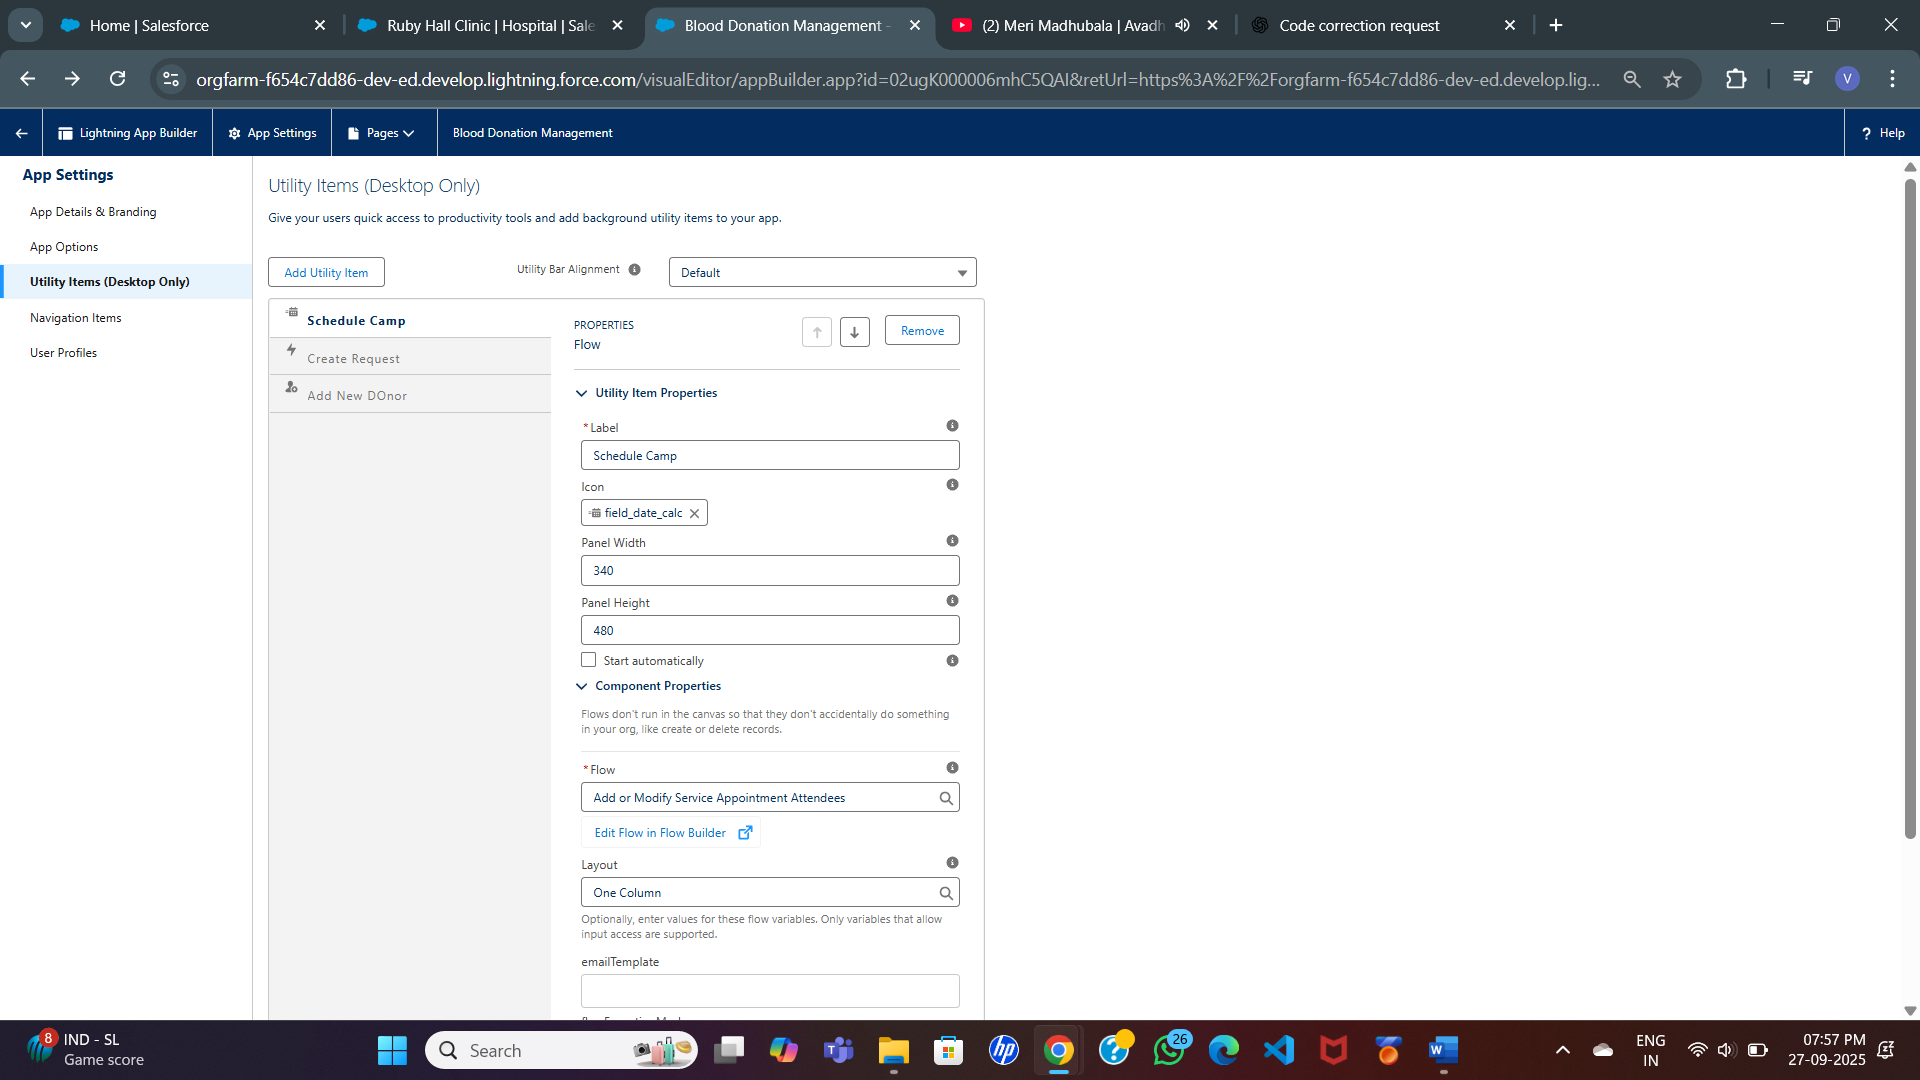 Home | Salesforce
Ruby Hall Clinic | Hospital | Sale
Blood Donation Management -
(2) Meri Madhubala | Avadh
Code correction request
orgfarm-f654c7dd86-dev-ed.develop.lightning.force.com/visualEditor/appBuilder.app?id=02ugK000006mhC5QAI&retUrl=https%3A%2F%2Forgfarm-f654c7dd86-dev-ed.develop.lig...
V
Lightning App Builder
App Settings
Pages
Blood Donation Management
? Help
App Settings
App Details & Branding
App Options
Utility Items (Desktop Only)
Navigation Items
User Profiles
Utility Items (Desktop Only)
Give your users quick access to productivity tools and add background utility items to your app.
Add Utility Item
Utility Bar Alignment
Default
Schedule Camp
Create Request
Add New DOnor
PROPERTIES
Flow
Remove
Utility Item Properties
*Label
Schedule Camp
Icon
field_date_calc
Panel Width
340
Panel Height
480
Start automatically
Component Properties
Flows don't run in the canvas so that they don't accidentally do something
in your org, like create or delete records.
*Flow
Add or Modify Service Appointment Attendees
Edit Flow in Flow Builder
Layout
One Column
Optionally, enter values for these flow variables. Only variables that allow
input access are supported.
emailTemplate
8
IND - SL
Game score
Search
26
ENG
IN
07:57 PM
27-09-2025